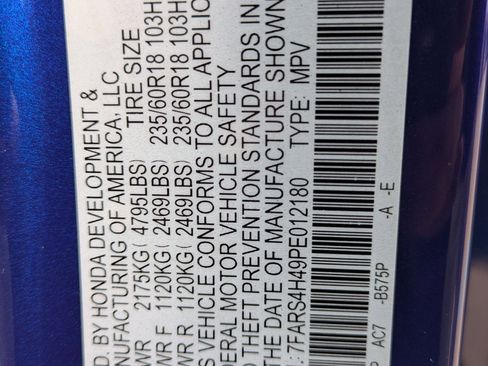 D. BY HONDA DEVELOPMENT &
NUFACTURING OF AMERICA, LLC
TIRE SIZE
WR 2175KG( 4795LBS)
WR F 1120KG( 2469LBS) 235/60R18 103H
WR R 1120KG( 2469LBS) 235/60R18 103H
S VEHICLE CONFORMS TO ALL APPLIC
DERAL MOTOR VEHICLE SAFETY
D THEFT PREVENTION STANDARDS IN
THE DATE OF MANUFACTURE SHOWN
: 7FARS4H49PE012180 TYPE: MPV
P AC7 -B575P -A -E